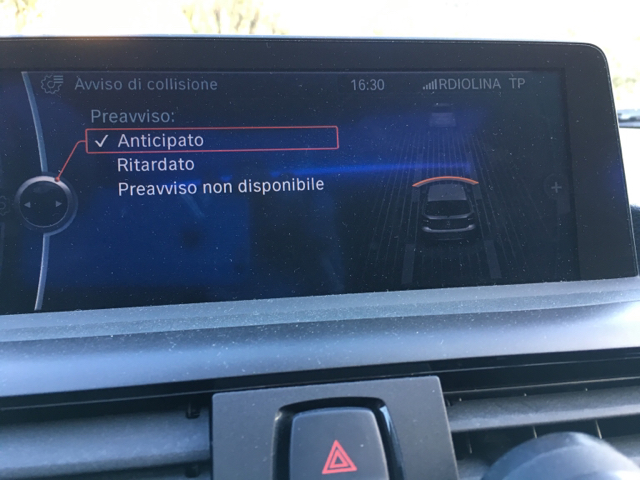 Avviso di collisione 16:30 RDIOLINA TP
Preavviso:
Anticipato
Ritardato
Preavviso non disponibile